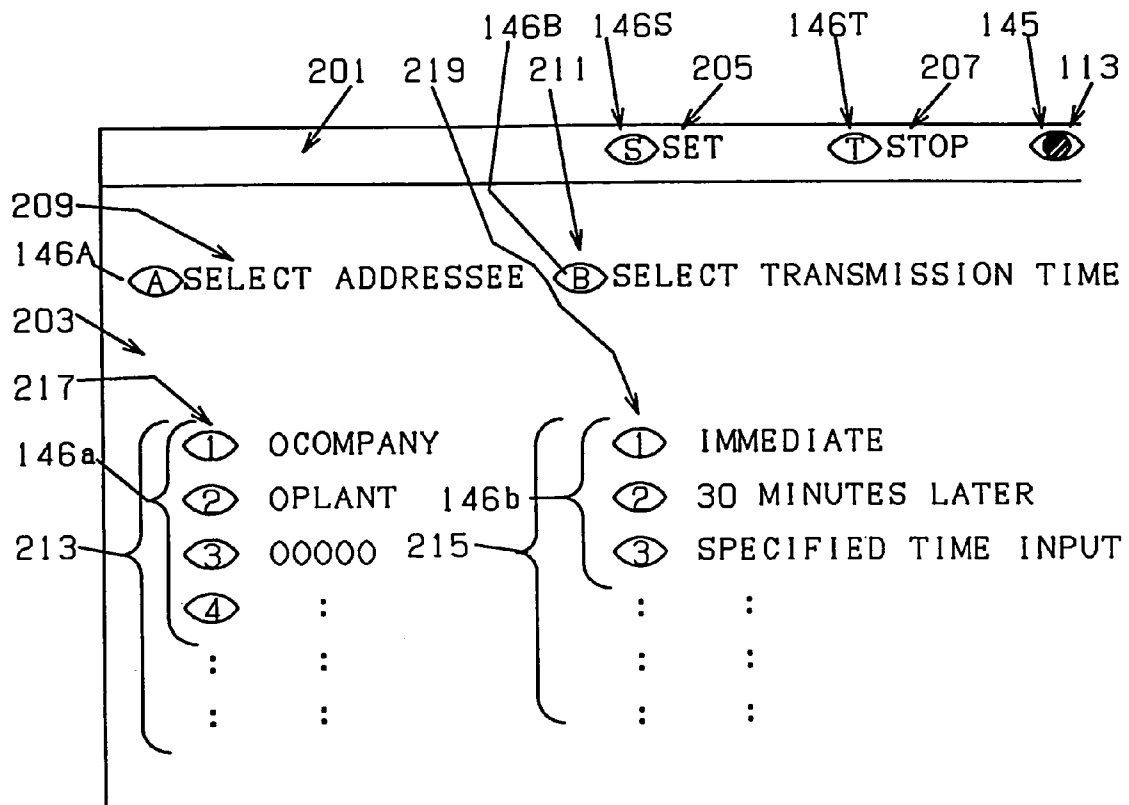 146B 146S 146T 145
201 219 211 205 207 113
S SET T STOP
209
146A
A SELECT ADDRESSEE B SELECT TRANSMISSION TIME
203
217
1 OCOMPANY 1 IMMEDIATE
146a
2 OPLANT 146b 2 30 MINUTES LATER
213 3 OOOOO 215 3 SPECIFIED TIME INPUT
4 : : :
: : : :
: : : :